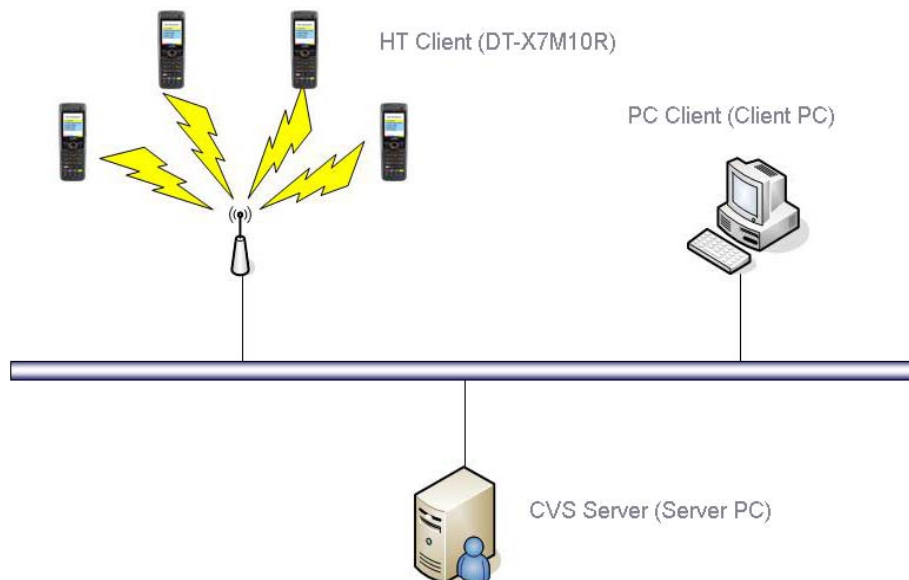 HT Client (DT-X7M10R)
PC Client (Client PC)
CVS Server (Server PC)